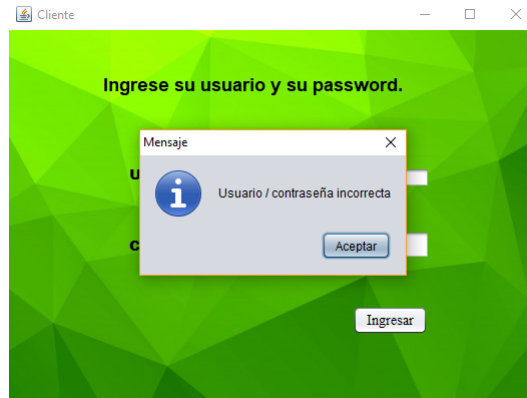 Cliente
Ingrese su usuario y su password.
Mensaje
Usuario / contraseña incorrecta
Aceptar
Ingresar